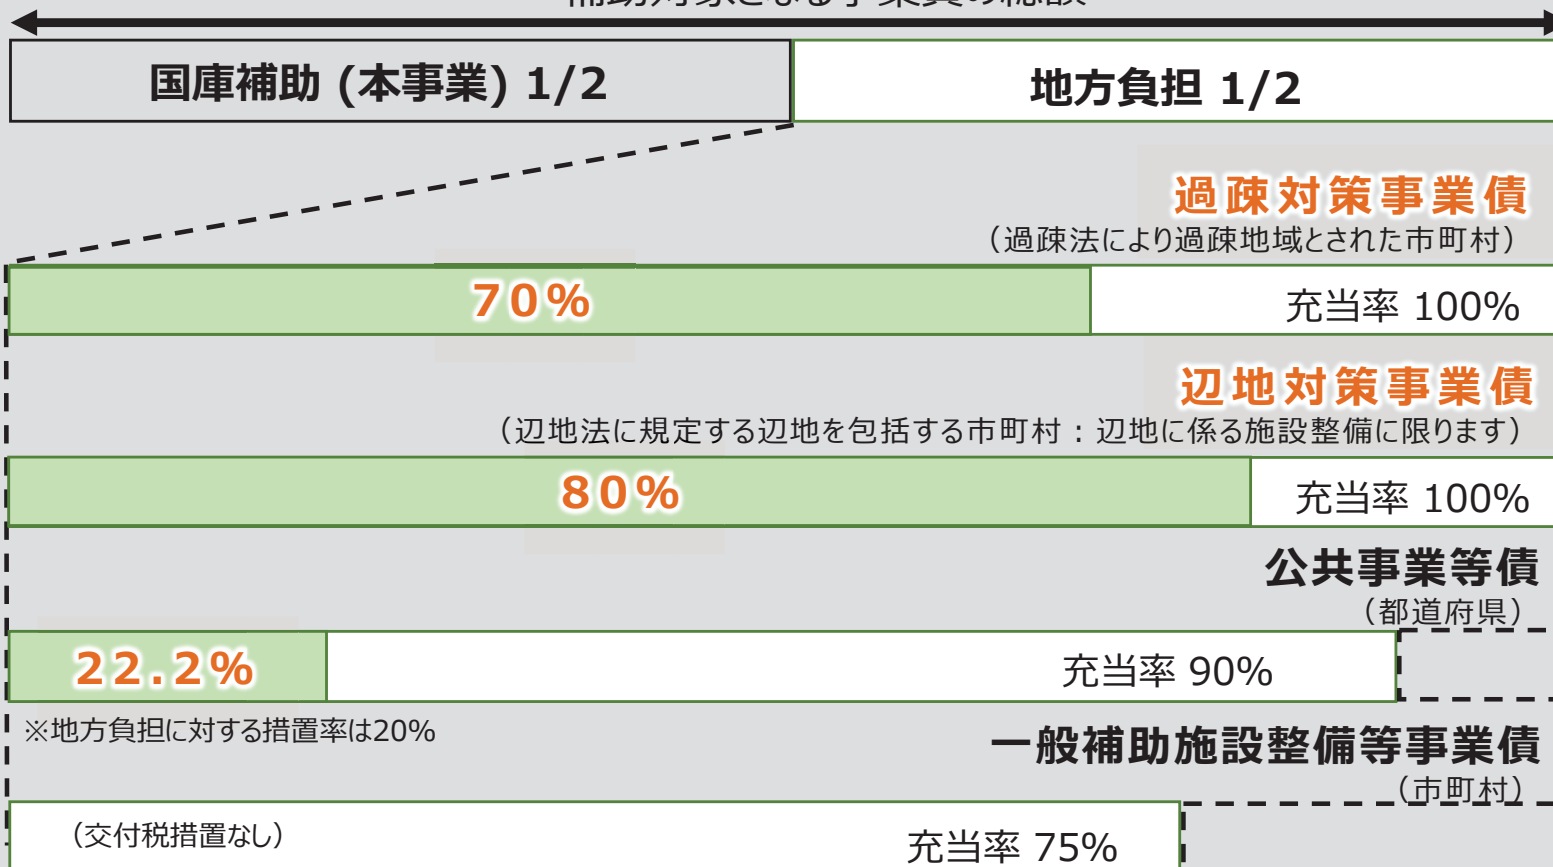 国庫補助 (本事業) 1/2
地方負担 1/2
過疎対策事業債
（過疎法により過疎地域とされた市町村）
70%
充当率 100%
辺地対策事業債
（辺地法に規定する辺地を包括する市町村：辺地に係る施設整備に限ります）
80%
充当率 100%
公共事業等債
（都道府県）
22.2%
充当率 90%
※地方負担に対する措置率は20%
一般補助施設整備等事業債
（市町村）
（交付税措置なし）
充当率 75%